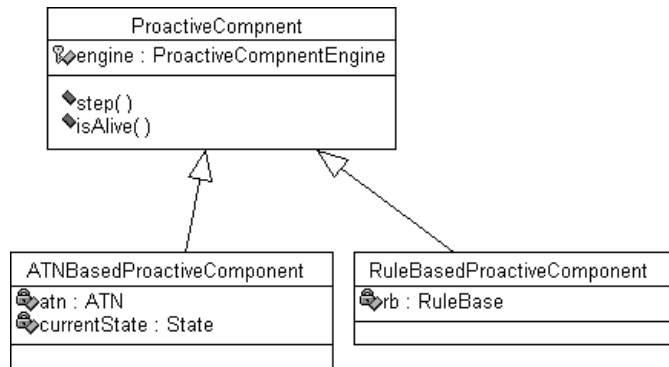 ProactiveCompnent
engine : ProactiveCompnentEngine
step( )
isAlive( )
ATNBasedProactiveComponent
atn : ATN
currentState : State
RuleBasedProactiveComponent
rb : RuleBase